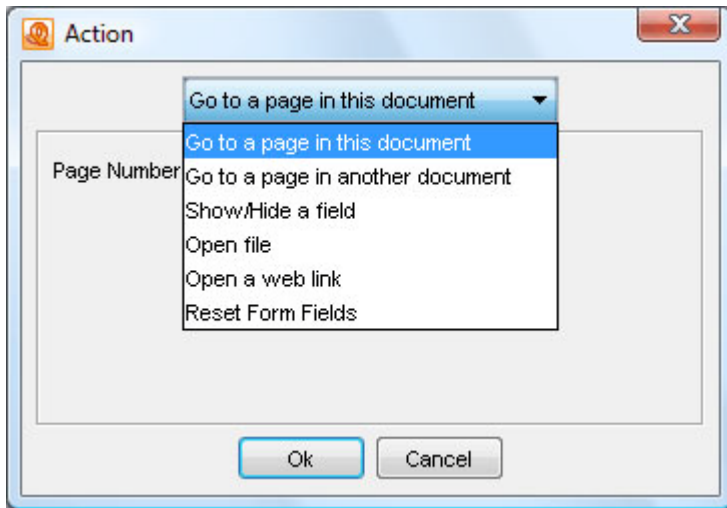 Action
Go to a page in this document
Go to a page in this document
Page Number
Go to a page in another document
Show/Hide a field
Open file
Open a web link
Reset Form Fields
Ok
Cancel